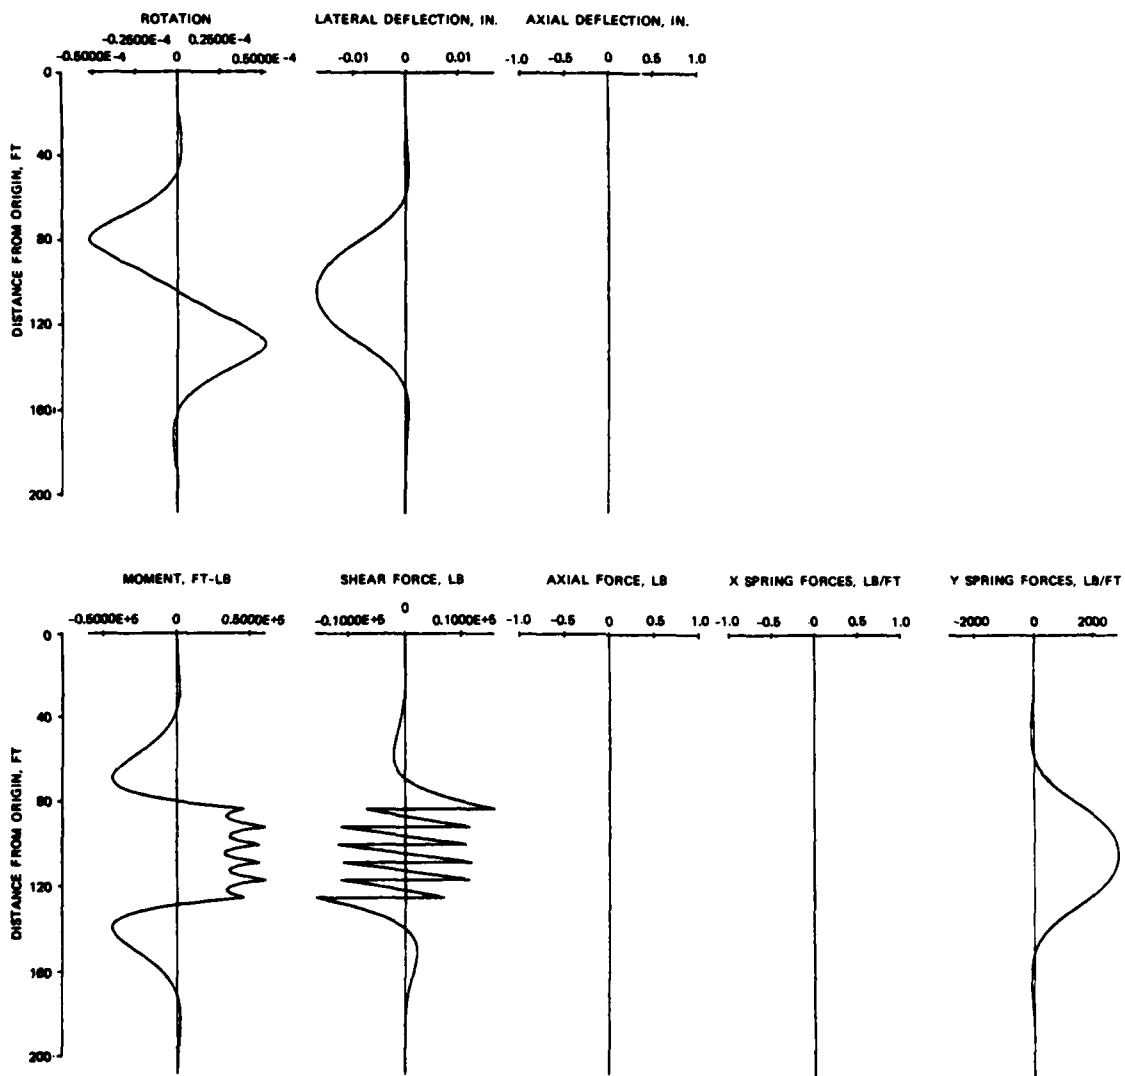 ROTATION LATERAL DEFLECTION, IN. AXIAL DEFLECTION, IN.
-0.2500E-4 0.2500E-4
-0.5000E-4 0 0.5000E-4 -0.01 0 0.01 -1.0 -0.5 0 0.5 1.0
0
40
80
120
160
200
DISTANCE FROM ORIGIN, FT
MOMENT, FT-LB SHEAR FORCE, LB AXIAL FORCE, LB X SPRING FORCES, LB/FT Y SPRING FORCES, LB/FT
0
-0.5000E+5 0 0.5000E+5 -0.1000E+5 0.1000E+5 -1.0 -0.5 0 0.5 1.0 -1.0 -0.5 0 0.5 1.0 -2000 0 2000
0
40
80
120
160
200
DISTANCE FROM ORIGIN, FT